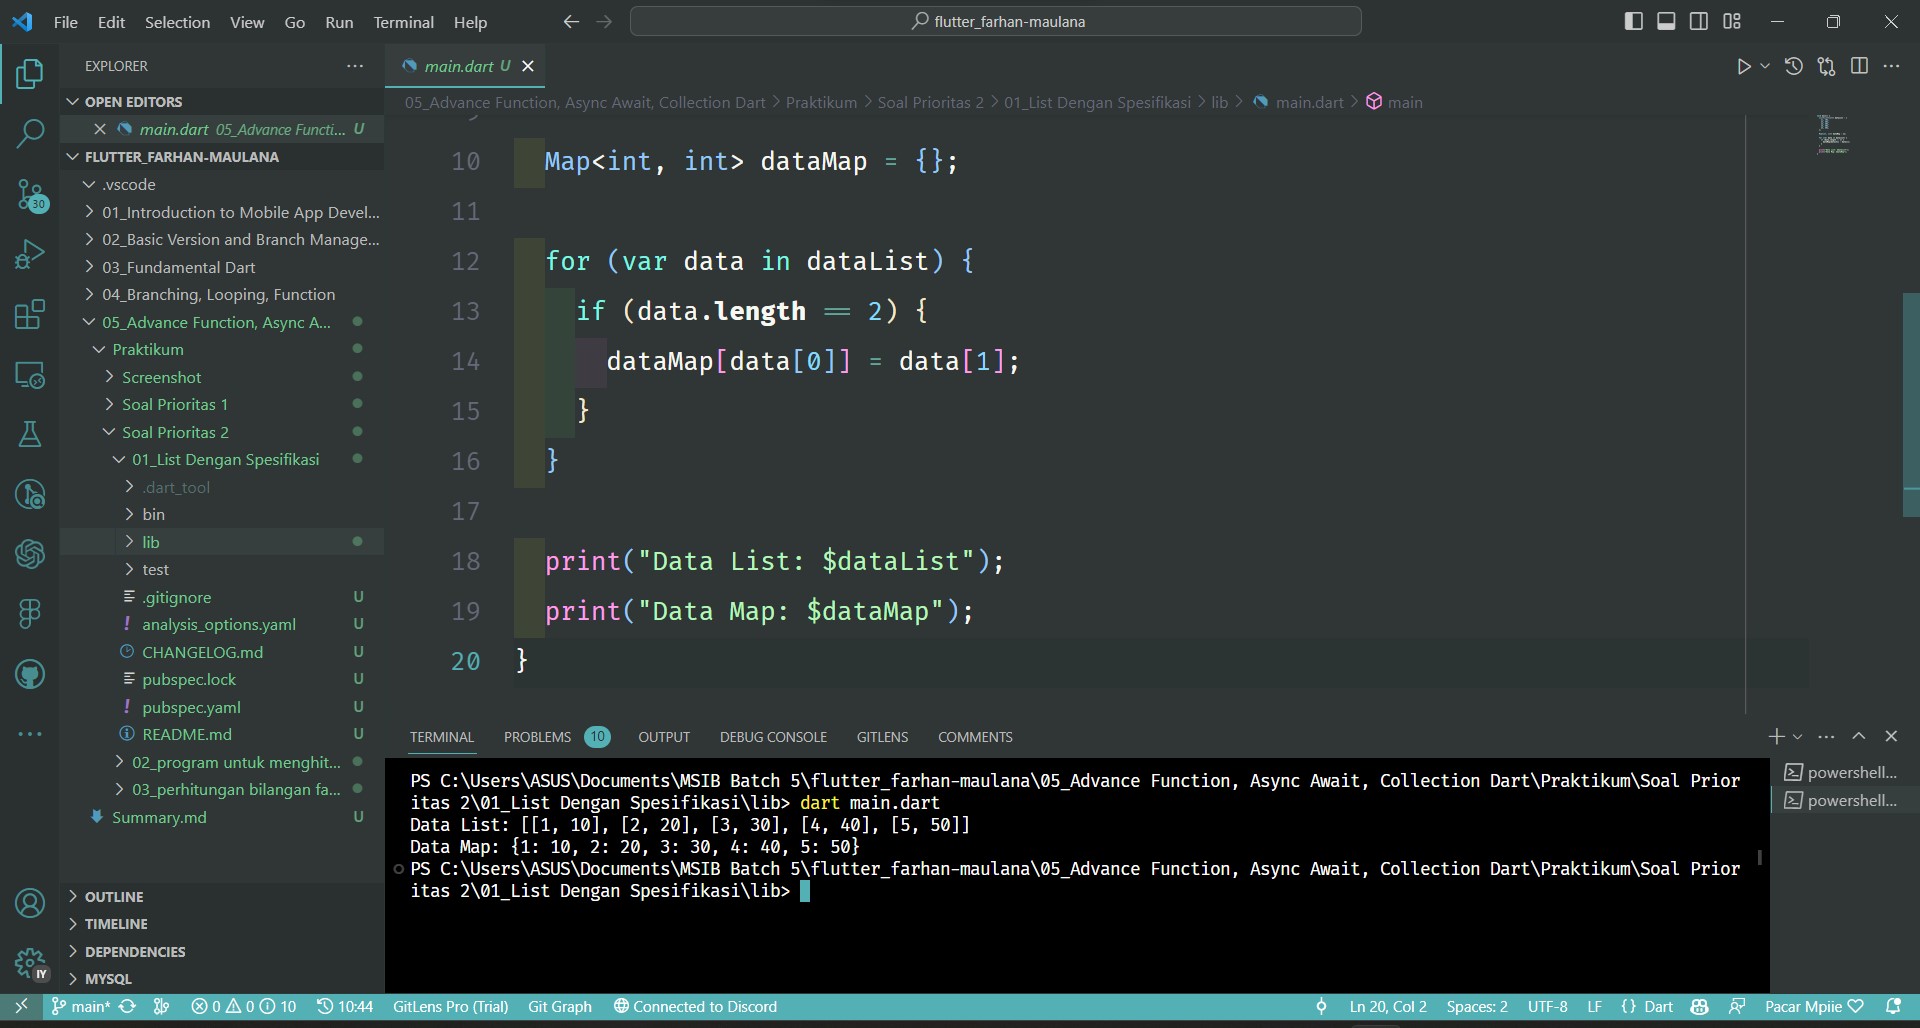 File Edit Selection View Go Run Terminal Help
flutter_farhan-maulana
EXPLORER
OPEN EDITORS
main.dart 05_Advance Functi... U
FLUTTER_FARHAN-MAULANA
.vscode
01_Introduction to Mobile App Devel...
02_Basic Version and Branch Manage...
03_Fundamental Dart
04_Branching, Looping, Function
05_Advance Function, Async A...
Praktikum
Screenshot
Soal Prioritas 1
Soal Prioritas 2
01_List Dengan Spesifikasi
.dart_tool
bin
lib
test
.gitignore U
analysis_options.yaml U
CHANGELOG.md U
pubspec.lock U
pubspec.yaml U
README.md U
02_program untuk menghit...
03_perhitungan bilangan fa...
Summary.md U
OUTLINE
TIMELINE
DEPENDENCIES
MYSQL
30
IY
main.dart U
05_Advance Function, Async Await, Collection Dart > Praktikum > Soal Prioritas 2 > 01_List Dengan Spesifikasi > lib > main.dart > main
10 Map<int, int> dataMap = {};
11
12 for (var data in dataList) {
13 if (data.length == 2) {
14 dataMap[data[0]] = data[1];
15 }
16 }
17
18 print("Data List: $dataList");
19 print("Data Map: $dataMap");
20 }
TERMINAL PROBLEMS 10 OUTPUT DEBUG CONSOLE GITLENS COMMENTS
PS C:\Users\ASUS\Documents\MSIB Batch 5\flutter_farhan-maulana\05_Advance Function, Async Await, Collection Dart\Praktikum\Soal Prior
itas 2\01_List Dengan Spesifikasi\lib> dart main.dart
Data List: [[1, 10], [2, 20], [3, 30], [4, 40], [5, 50]]
Data Map: {1: 10, 2: 20, 3: 30, 4: 40, 5: 50}
PS C:\Users\ASUS\Documents\MSIB Batch 5\flutter_farhan-maulana\05_Advance Function, Async Await, Collection Dart\Praktikum\Soal Prior
itas 2\01_List Dengan Spesifikasi\lib>
powershell...
powershell...
main* 0 0 10 10:44 GitLens Pro (Trial) Git Graph Connected to Discord Ln 20, Col 2 Spaces: 2 UTF-8 LF {} Dart Pacar Mpiie ♡